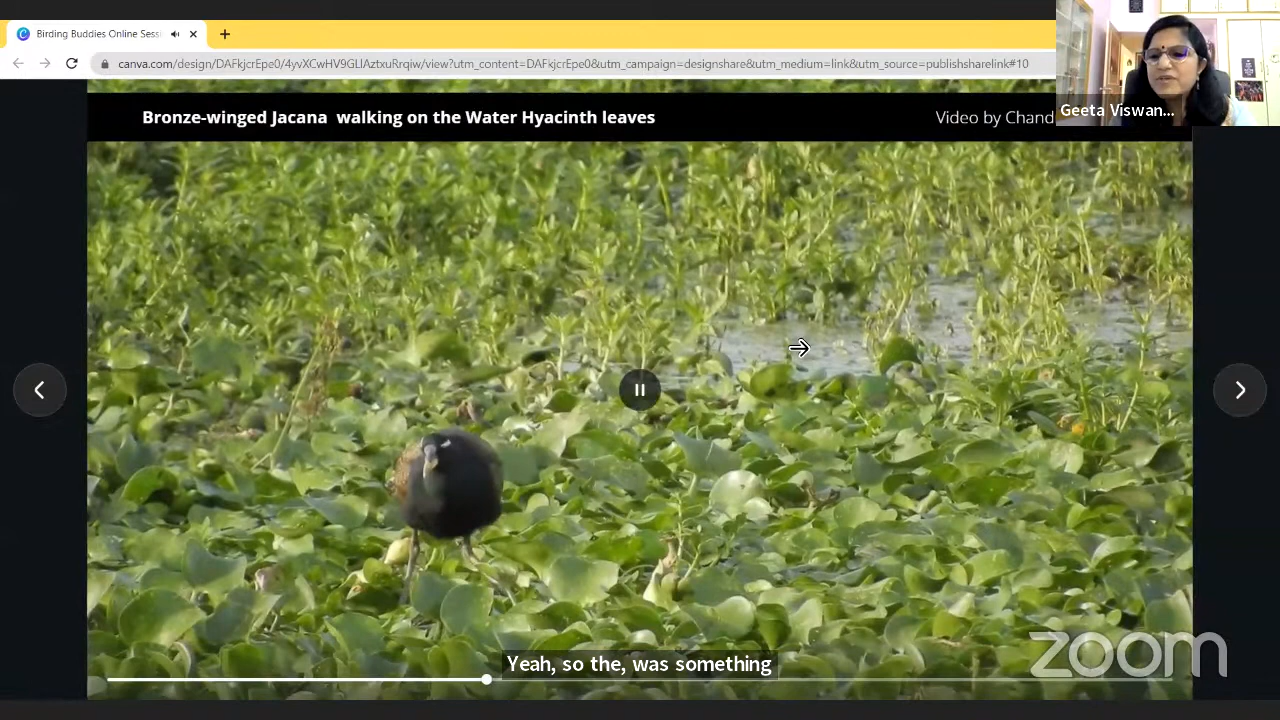 Birding Buddies Online Sessi
canva.com/design/DAFkjcrEpe0/4yvXCwHV9GLIAztxuRrqiw/view?utm_content=DAFkjcrEpe0&utm_campaign=designshare&utm_medium=link&utm_source=publishsharelink#10
Geeta Viswan...
Bronze-winged Jacana walking on the Water Hyacinth leaves
Video by Chand
zoom
Yeah, so the, was something